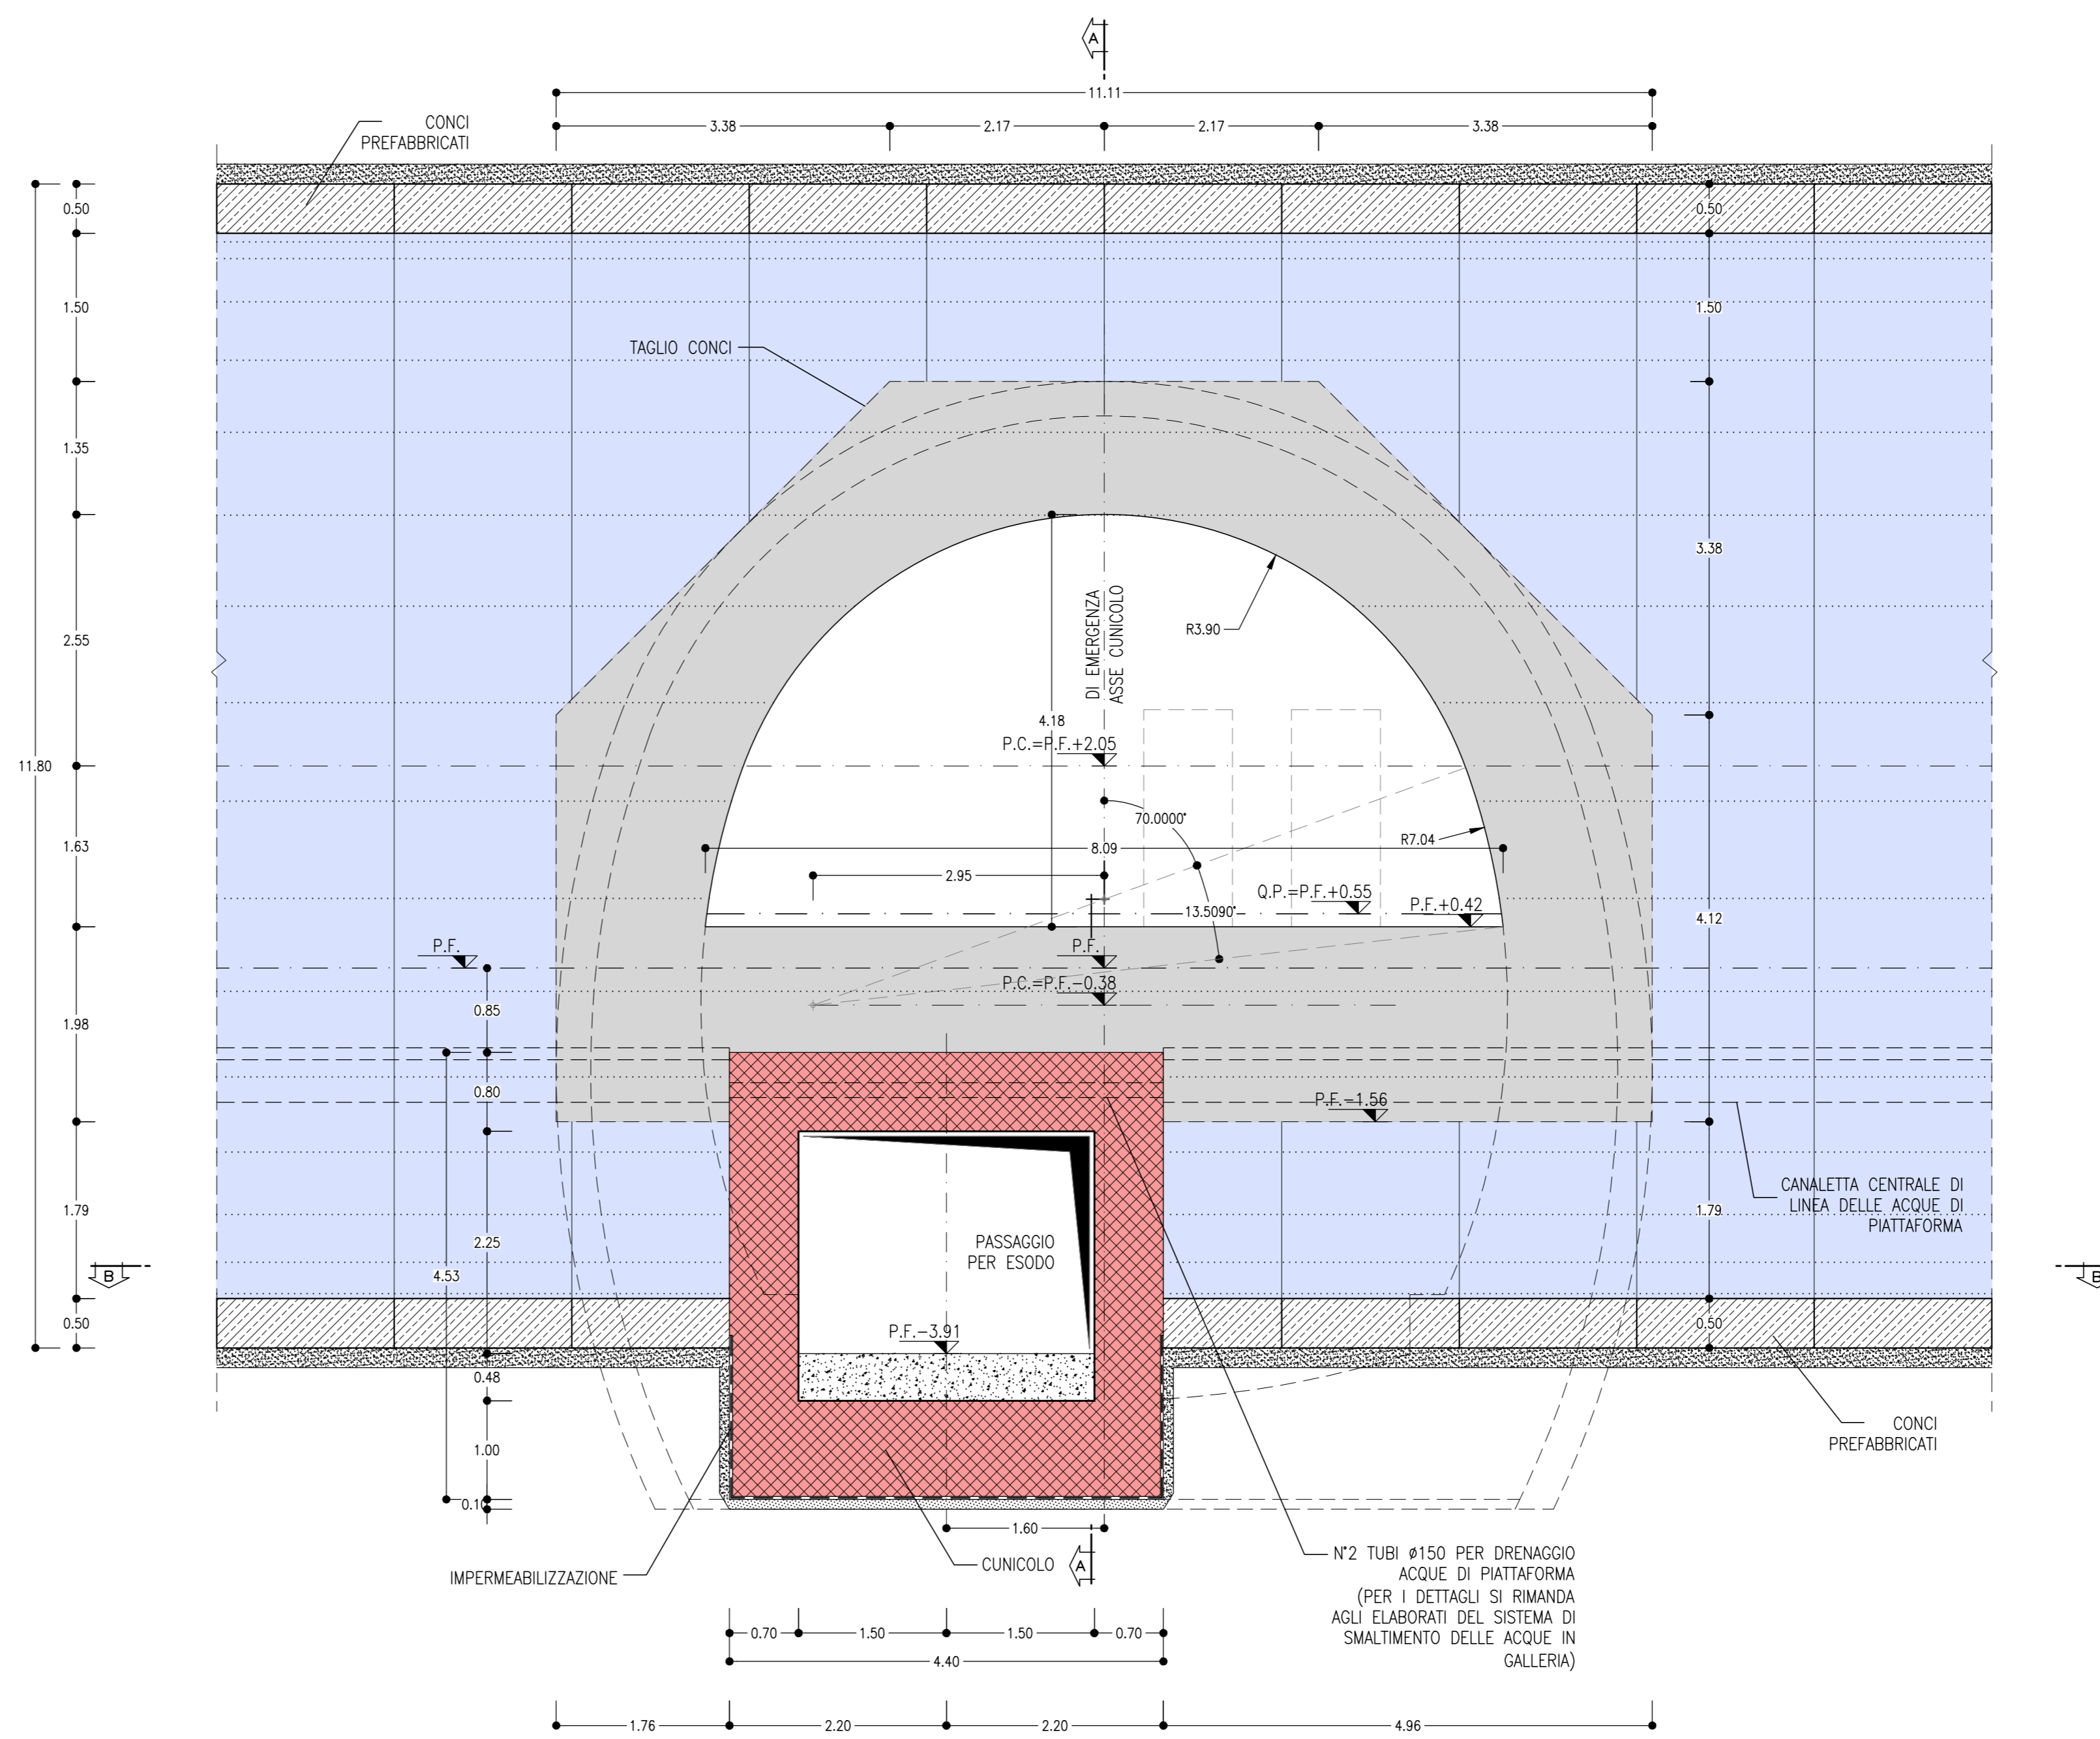 A
11.11
3.38
2.17
2.17
3.38
CONCI
PREFABBRICATI
0.50
0.50
1.50
1.50
TAGLIO CONCI
1.35
3.38
2.55
R3.90
DI EMERGENZA
ASSE CUNICOLO
4.18
P.C.=P.F.+2.05
11.80
70.0000°
1.63
R7.04
8.09
2.95
Q.P.=P.F.+0.55
P.F.+0.42
13.5090°
4.12
P.F.
P.F.
P.C.=P.F.-0.38
0.85
1.98
0.80
P.F.-1.56
CANALETTA CENTRALE DI
LINEA DELLE ACQUE DI
PIATTAFORMA
1.79
1.79
PASSAGGIO
PER ESODO
2.25
4.53
B
B
0.50
0.50
P.F.-3.91
0.48
CONCI
PREFABBRICATI
1.00
0.10
1.60
A
CUNICOLO
IMPERMEABILIZZAZIONE
N°2 TUBI ø150 PER DRENAGGIO
ACQUE DI PIATTAFORMA
(PER I DETTAGLI SI RIMANDA
AGLI ELABORATI DEL SISTEMA DI
SMALTIMENTO DELLE ACQUE IN
GALLERIA)
0.70
1.50
1.50
0.70
4.40
1.76
2.20
2.20
4.96